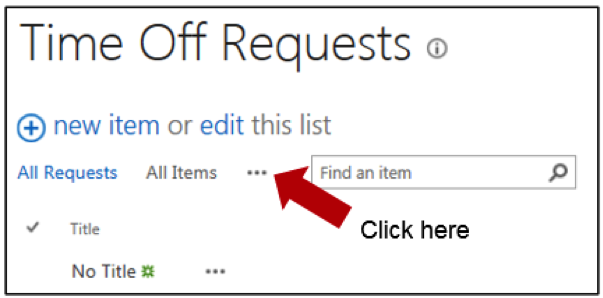 Time Off Requests
new item or edit this list
All Requests All Items ... Find an item
Click here
Title
No Title ...